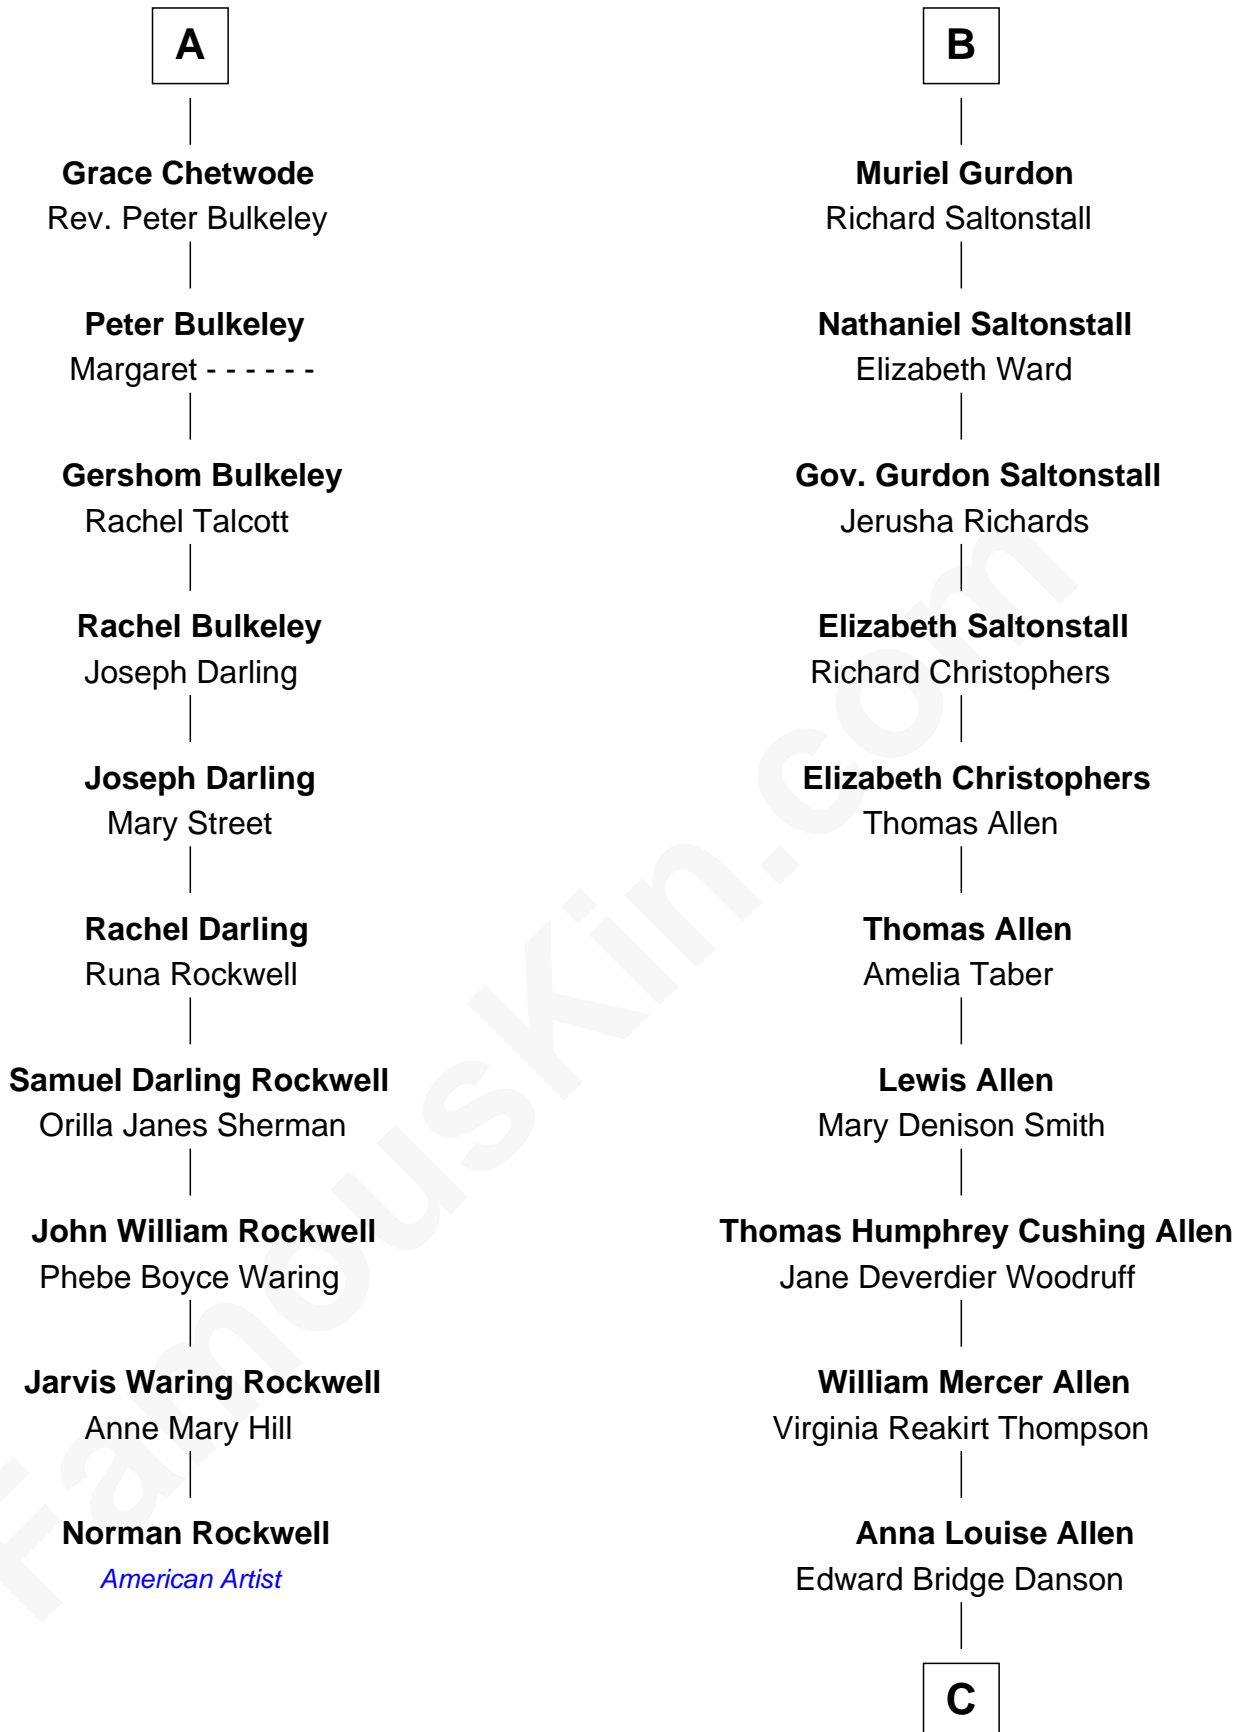 A
Grace Chetwode
Rev. Peter Bulkeley
Peter Bulkeley
Margaret - - - - - -
Gershom Bulkeley
Rachel Talcott
Rachel Bulkeley
Joseph Darling
Joseph Darling
Mary Street
Rachel Darling
Runa Rockwell
Samuel Darling Rockwell
Orilla Janes Sherman
John William Rockwell
Phebe Boyce Waring
Jarvis Waring Rockwell
Anne Mary Hill
Norman Rockwell
American Artist
B
Muriel Gurdon
Richard Saltonstall
Nathaniel Saltonstall
Elizabeth Ward
Gov. Gurdon Saltonstall
Jerusha Richards
Elizabeth Saltonstall
Richard Christophers
Elizabeth Christophers
Thomas Allen
Thomas Allen
Amelia Taber
Lewis Allen
Mary Denison Smith
Thomas Humphrey Cushing Allen
Jane Deverdier Woodruff
William Mercer Allen
Virginia Reakirt Thompson
Anna Louise Allen
Edward Bridge Danson
C
FamousKin.com